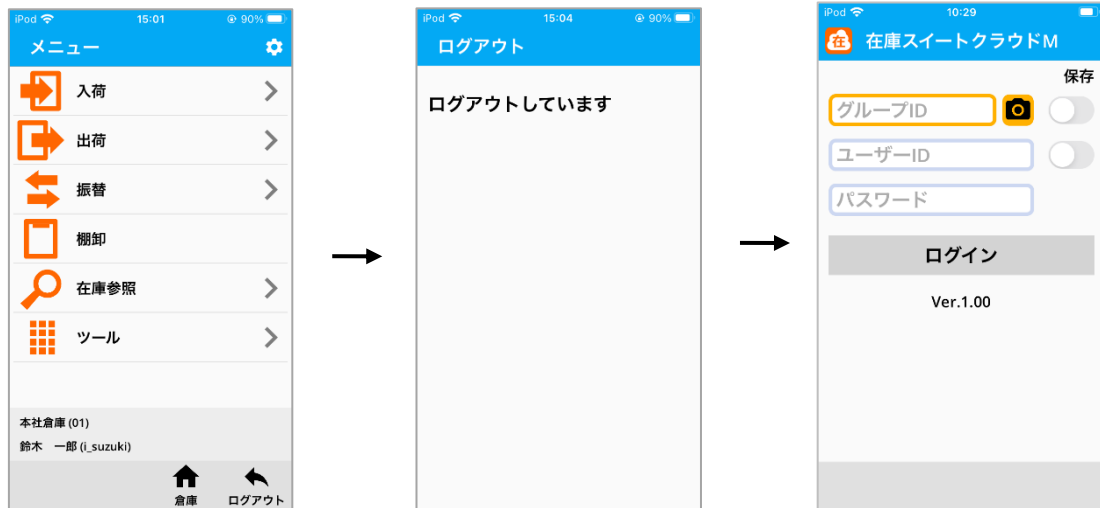 iPod 15:01 90%
メニュー
入荷
出荷
振替
棚卸
在庫参照
ツール
本社倉庫 (01)
鈴木　一郎 (i_suzuki)
倉庫 ログアウト
iPod 15:04 90%
ログアウト
ログアウトしています
iPod 10:29
在 在庫スイートクラウドM
保存
グループID
ユーザーID
パスワード
ログイン
Ver.1.00